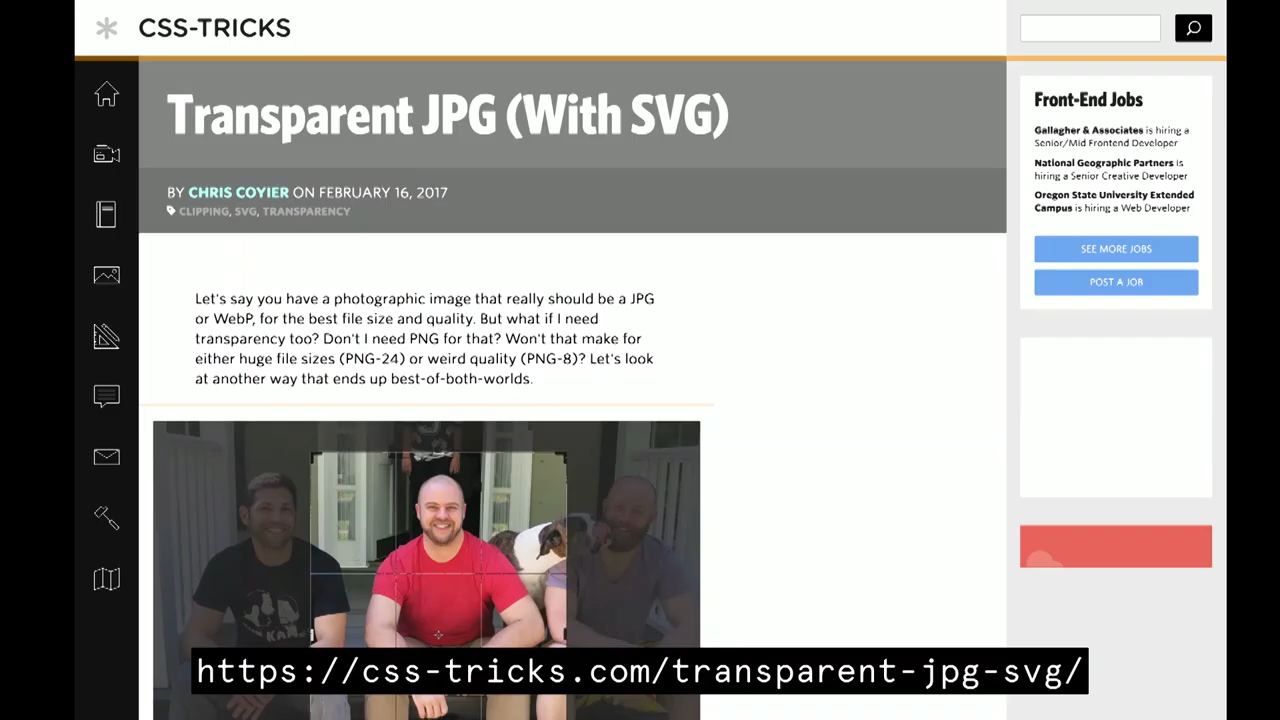 CSS-TRICKS
Transparent JPG (With SVG)
BY CHRIS COYIER ON FEBRUARY 16, 2017
CLIPPING, SVG, TRANSPARENCY
Let's say you have a photographic image that really should be a JPG
or WebP, for the best file size and quality. But what if I need
transparency too? Don't I need PNG for that? Won't that make for
either huge file sizes (PNG-24) or weird quality (PNG-8)? Let's look
at another way that ends up best-of-both-worlds.
Front-End Jobs
Gallagher & Associates is hiring a
Senior/Mid Frontend Developer
National Geographic Partners is
hiring a Senior Creative Developer
Oregon State University Extended
Campus is hiring a Web Developer
SEE MORE JOBS
POST A JOB
https://css-tricks.com/transparent-jpg-svg/